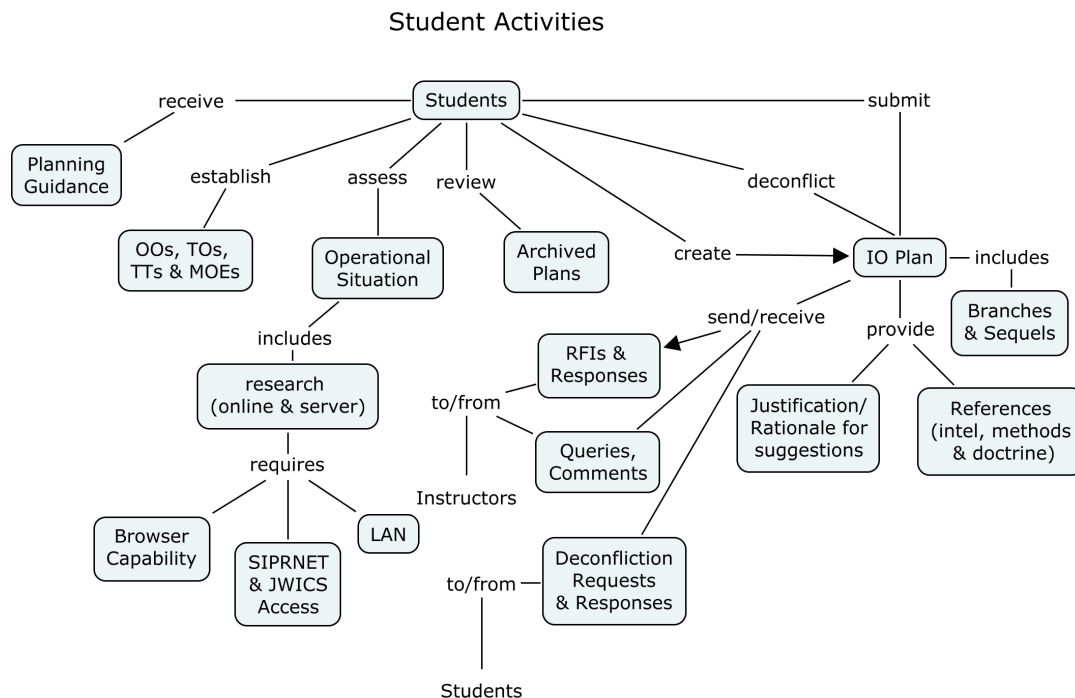 Student Activities
receive
Students
submit
Planning
Guidance
establish
assess
review
deconflict
OOs, TOs,
TTs & MOEs
Operational
Situation
Archived
Plans
create
IO Plan
includes
Branches
& Sequels
send/receive
provide
includes
RFIs &
Responses
research
(online & server)
to/from
Justification/
Rationale for
suggestions
References
(intel, methods
& doctrine)
Queries,
Comments
requires
Instructors
Browser
Capability
SIPRNET
& JWICS
Access
LAN
Deconfliction
Requests
& Responses
to/from
Students